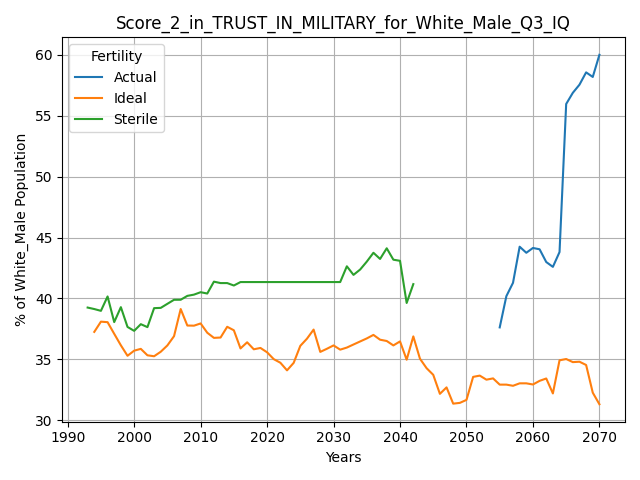 Score_2_in_TRUST_IN_MILITARY_for_White_Male_Q3_IQ
Fertility
Actual
Ideal
Sterile
% of White_Male Population
60
55
50
45
40
35
30
1990 2000 2010 2020 2030 2040 2050 2060 2070
Years